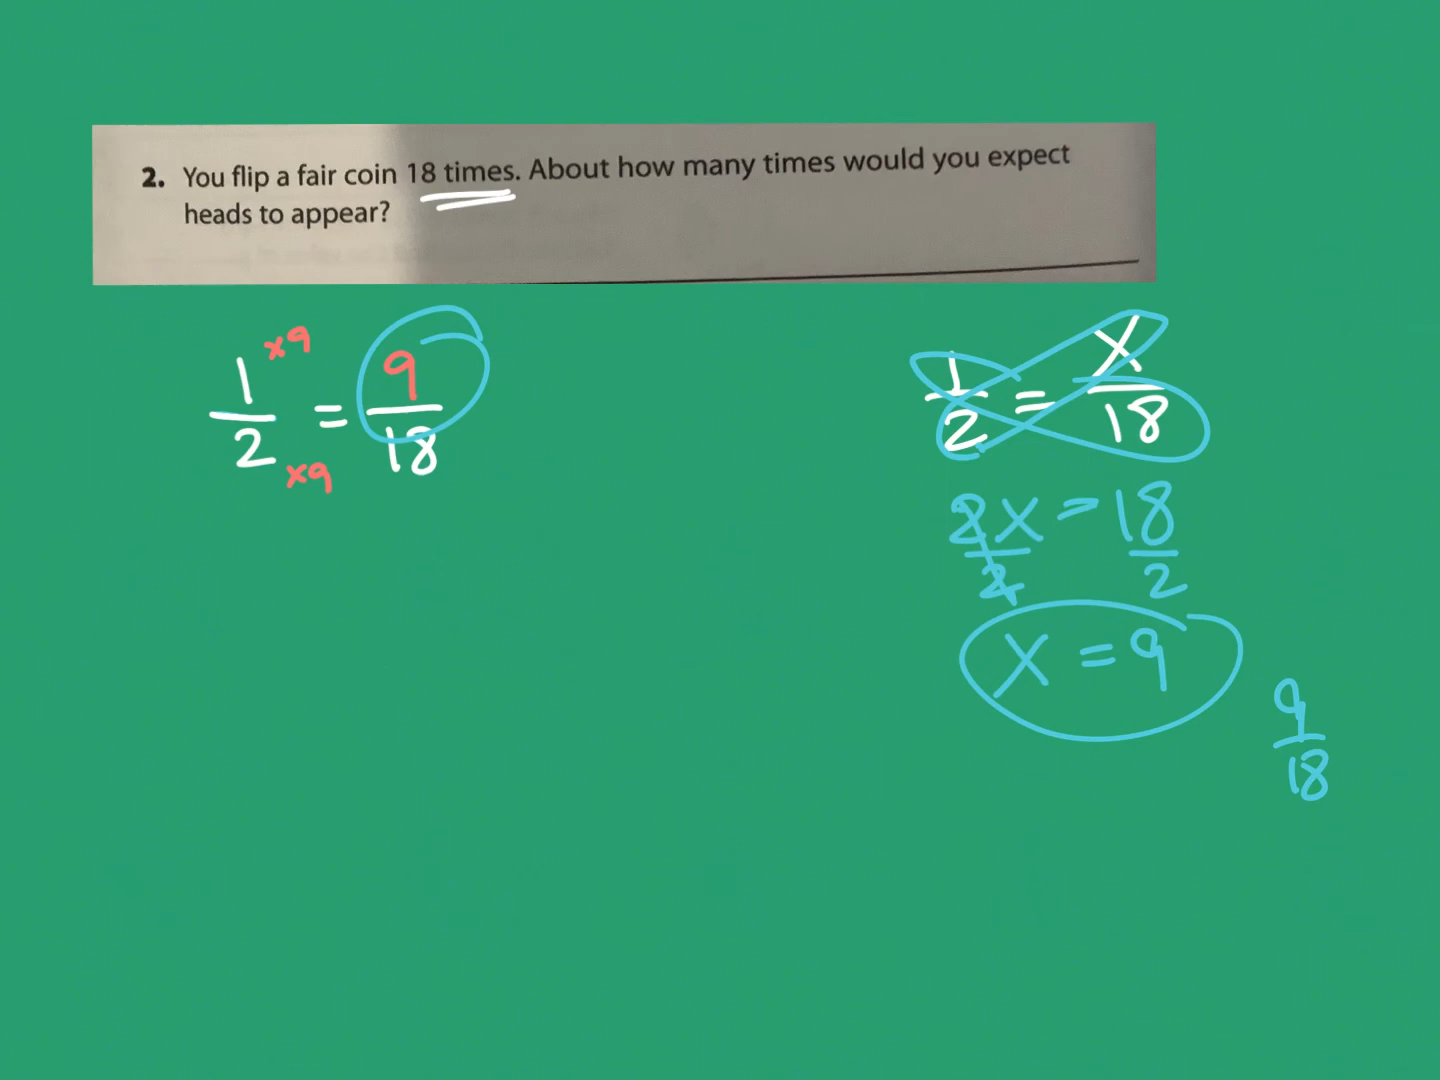 2. You flip a fair coin 18 times. About how many times would you expect
heads to appear?
1/2 ×9 ×9 = 9/18
1/2 = x/18
2x/2 = 18/2
x = 9
9/18